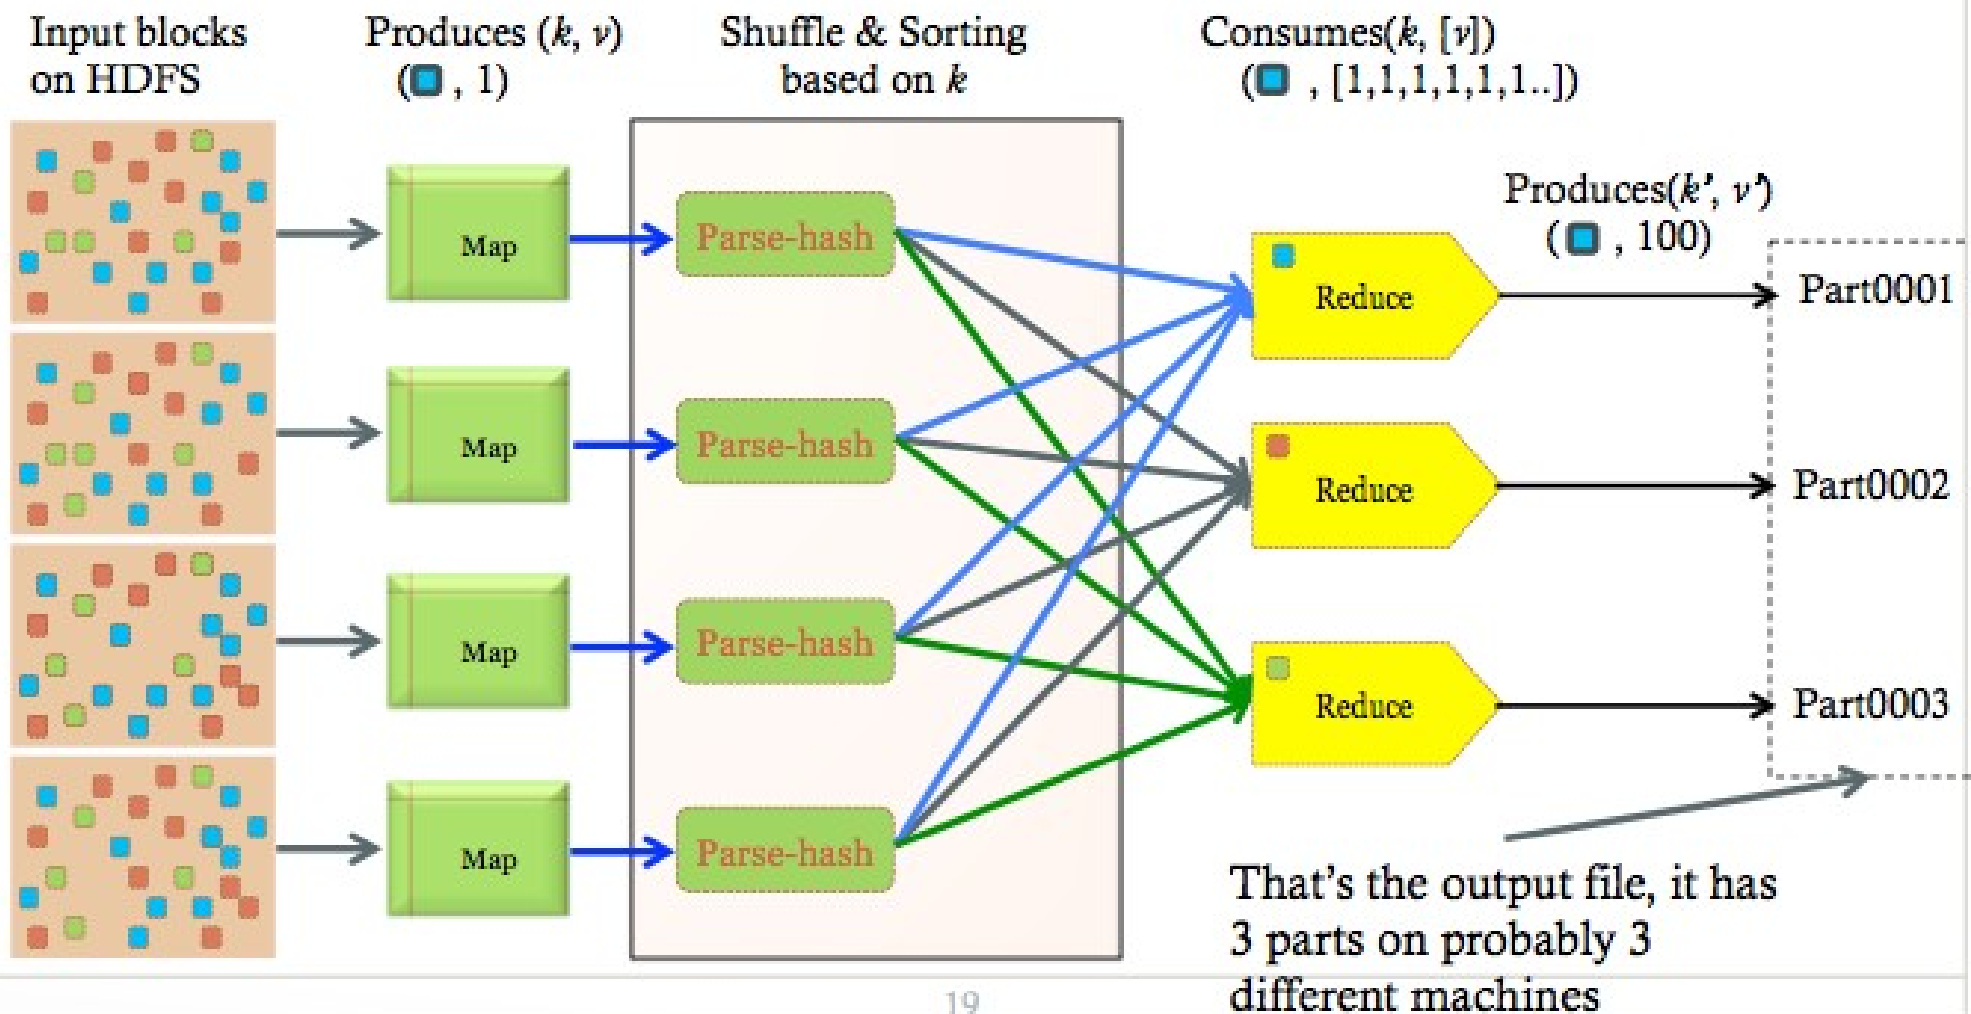 Input blocks
on HDFS
Produces (k, v)
( , 1)
Shuffle & Sorting
based on k
Consumes(k, [v])
( , [1,1,1,1,1,1..])
Produces(k', v')
( , 100)
Map
Parse-hash
Reduce
Part0001
Map
Parse-hash
Reduce
Part0002
Map
Parse-hash
Reduce
Part0003
Map
Parse-hash
That's the output file, it has
3 parts on probably 3
different machines
19